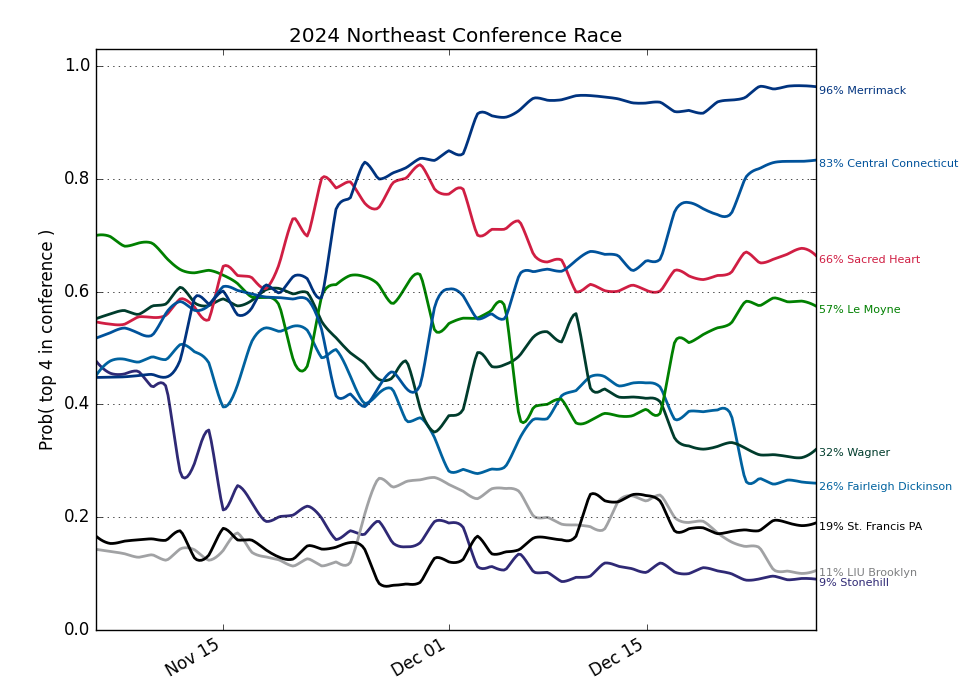 2024 Northeast Conference Race
Prob( top 4 in conference )
1.0
0.8
0.6
0.4
0.2
0.0
Nov 15
Dec 01
Dec 15
96% Merrimack
83% Central Connecticut
66% Sacred Heart
57% Le Moyne
32% Wagner
26% Fairleigh Dickinson
19% St. Francis PA
11% LIU Brooklyn
9% Stonehill